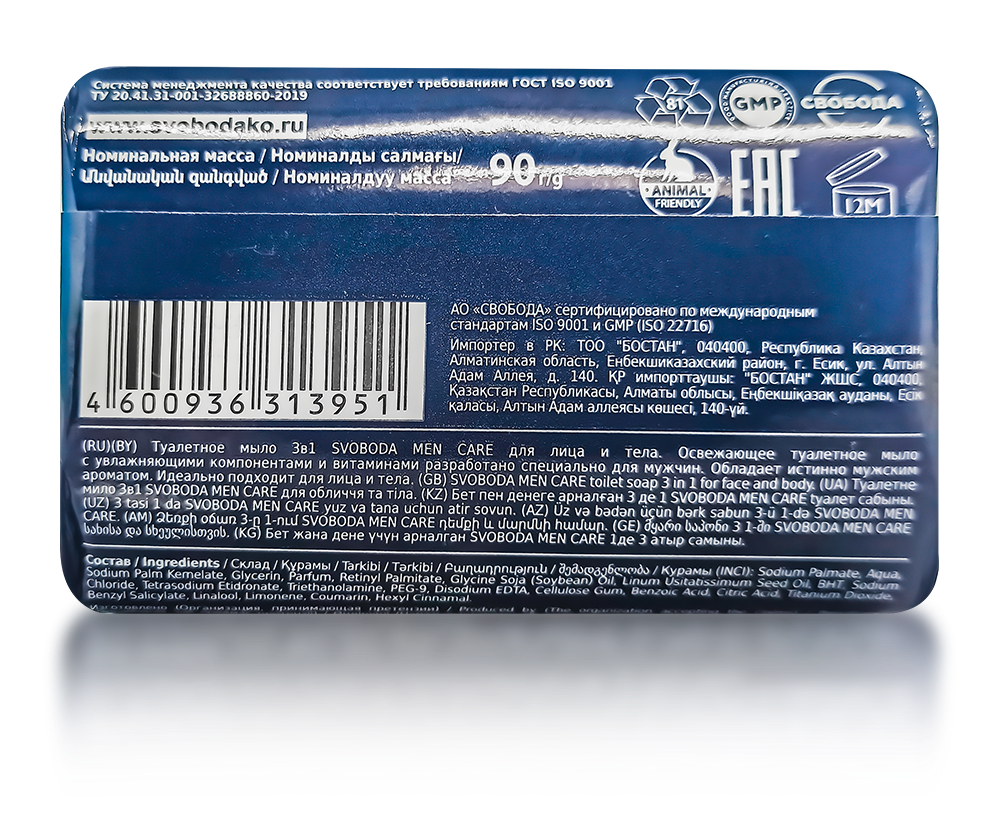 Система менеджмента качества соответствует требованиям ГОСТ ISO 9001
ТУ 20.41.31-001-32688860-2019
www.svobodako.ru
Номинальная масса / Номиналды салмағы/
Անվանական զանգված / Номиналдуу масса 90 г/g
81
GOOD MANUFACTURING PRACTICE
GMP
СВОБОДА
ANIMAL
FRIENDLY
EAC
12M
4 600936 313951
АО «СВОБОДА» сертифицировано по международным
стандартам ISO 9001 и GMP (ISO 22716)
Импортер в РК: ТОО "БОСТАН", 040400, Республика Казахстан,
Алматинская область, Енбекшиказахский район, г. Есик, ул. Алтын
Адам Аллея, д. 140. ҚР импорттаушы: "БОСТАН" ЖШС, 040400,
Қазақстан Республикасы, Алматы облысы, Еңбекшіқазақ ауданы, Есік
қаласы, Алтын Адам аллеясы көшесі, 140-үй.
(RU)(BY) Туалетное мыло 3в1 SVOBODA MEN CARE для лица и тела. Освежающее туалетное мыло
с увлажняющими компонентами и витаминами разработано специально для мужчин. Обладает истинно мужским
ароматом. Идеально подходит для лица и тела. (GB) SVOBODA MEN CARE toilet soap 3 in 1 for face and body. (UA) Туалетне
мило 3в1 SVOBODA MEN CARE для обличчя та тіла. (KZ) Бет пен денеге арналған 3 де 1 SVOBODA MEN CARE туалет сабыны.
(UZ) 3 tasi 1 da SVOBODA MEN CARE yuz va tana uchun atir sovun. (AZ) Üz və bədən üçün bərk sabun 3-ü 1-də SVOBODA MEN
CARE. (AM) Ձեռքի օճառ 3-ը 1-ում SVOBODA MEN CARE դեմքի և մարմնի համար. (GE) მყარი საპონი 3 1-ში SVOBODA MEN CARE
სახისა და სხეულისთვის. (KG) Бет жана дене үчүн арналган SVOBODA MEN CARE 1де 3 атыр самыны.
Состав / Ingredients / Склад / Құрамы / Tarkibi / Tərkibi / Բաղադրություն / შემადგენლობა / Курамы (INCI): Sodium Palmate, Aqua,
Sodium Palm Kernelate, Glycerin, Parfum, Retinyl Palmitate, Glycine Soja (Soybean) Oil, Linum Usitatissimum Seed Oil, BHT, Sodium
Chloride, Tetrasodium Etidronate, Triethanolamine, PEG-9, Disodium EDTA, Cellulose Gum, Benzoic Acid, Citric Acid, Titanium Dioxide,
Benzyl Salicylate, Linalool, Limonene, Coumarin, Hexyl Cinnamal.
Изготовлено (Организация, принимающая претензии) / Produced by (The organization accepting the